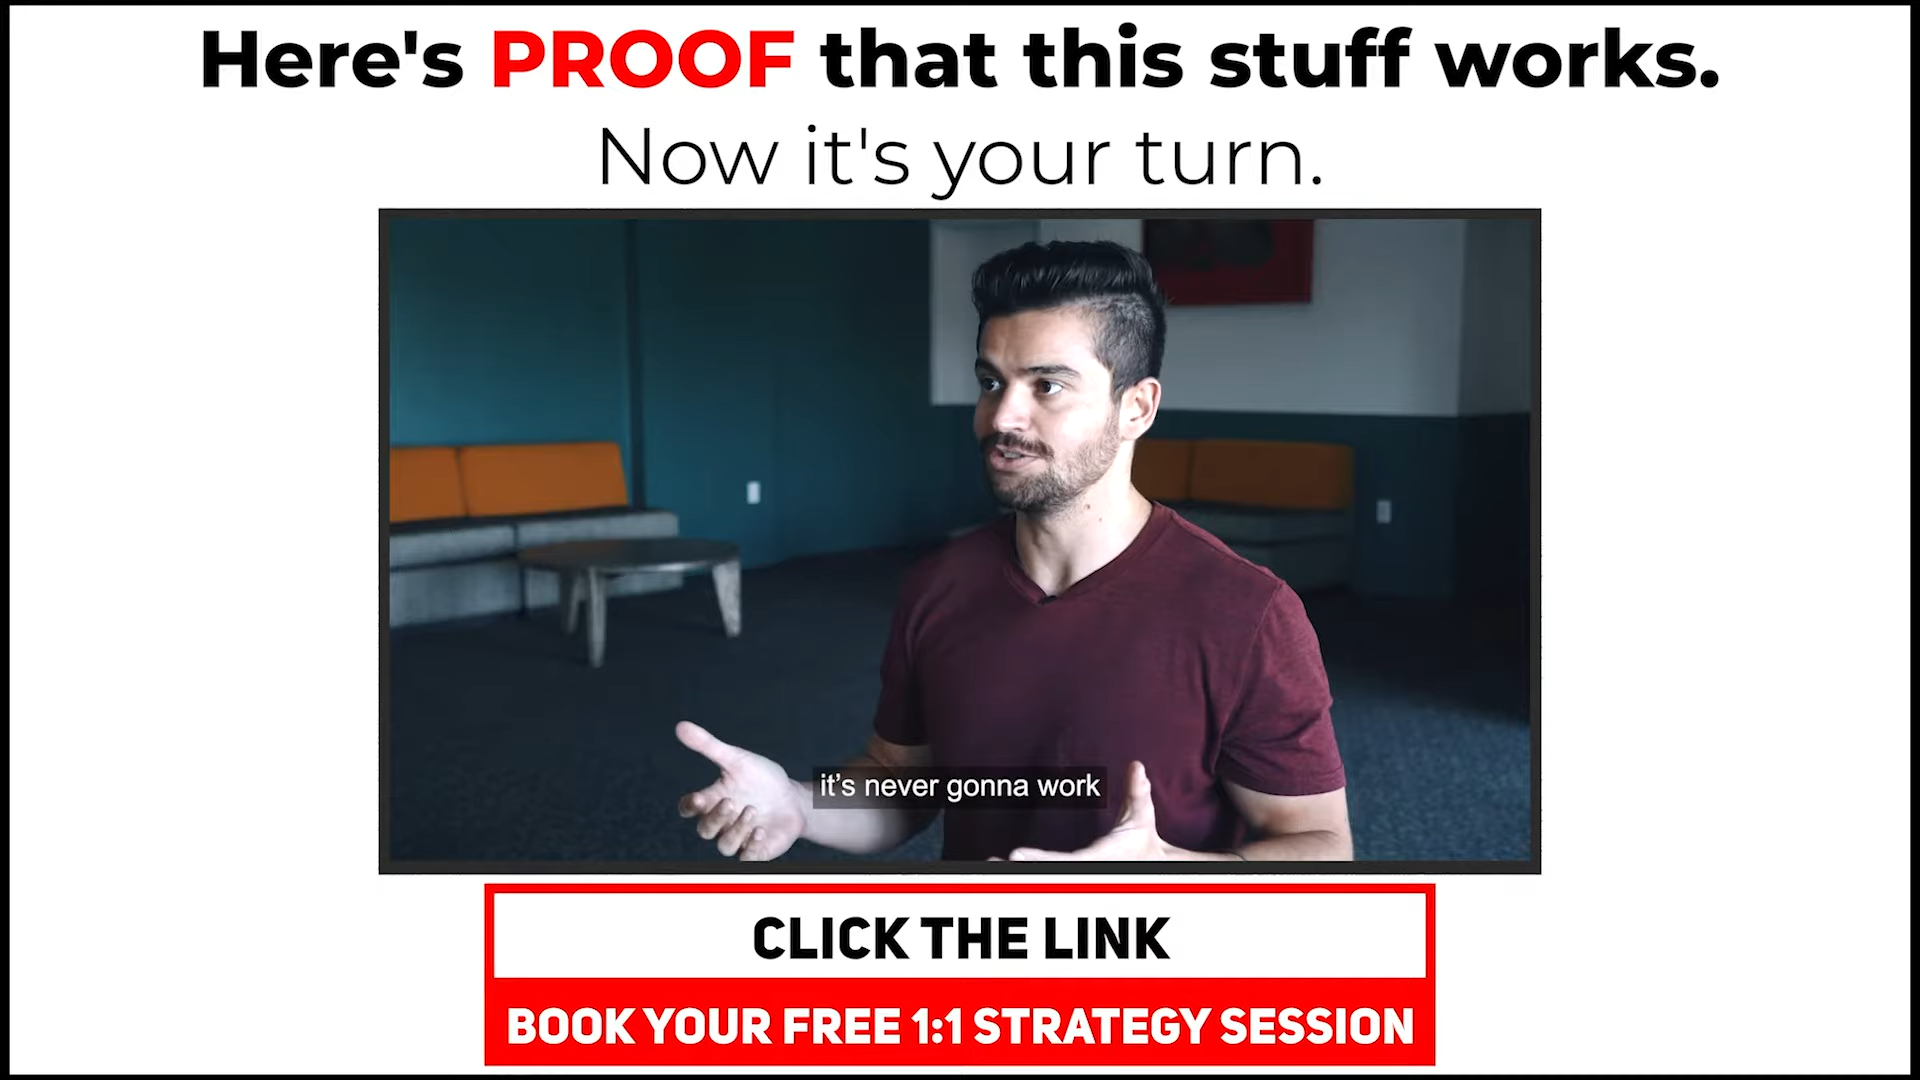 Here's PROOF that this stuff works.
Now it's your turn.
it's never gonna work
CLICK THE LINK
BOOK YOUR FREE 1:1 STRATEGY SESSION